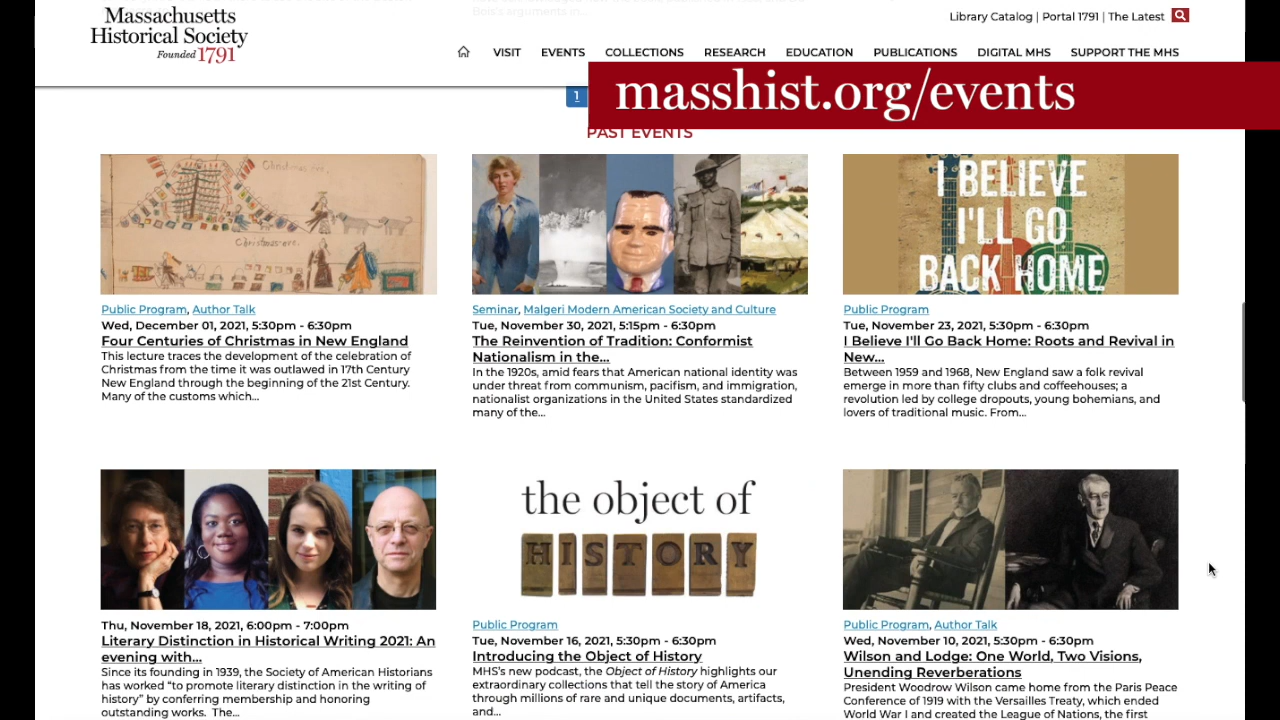 Bois's arguments in...
Massachusetts
Historical Society
Founded 1791
Library Catalog | Portal 1791 | The Latest
VISIT EVENTS COLLECTIONS RESEARCH EDUCATION PUBLICATIONS DIGITAL MHS SUPPORT THE MHS
masshist.org/events
1
PAST EVENTS
Christmas eve.
Christmas-eve.
I BELIEVE
I'LL GO
BACK HOME
Public Program, Author Talk
Wed, December 01, 2021, 5:30pm - 6:30pm
Four Centuries of Christmas in New England
This lecture traces the development of the celebration of
Christmas from the time it was outlawed in 17th Century
New England through the beginning of the 21st Century.
Many of the customs which...
Seminar, Malgeri Modern American Society and Culture
Tue, November 30, 2021, 5:15pm - 6:30pm
The Reinvention of Tradition: Conformist
Nationalism in the...
In the 1920s, amid fears that American national identity was
under threat from communism, pacifism, and immigration,
nationalist organizations in the United States standardized
many of the...
Public Program
Tue, November 23, 2021, 5:30pm - 6:30pm
I Believe I'll Go Back Home: Roots and Revival in
New...
Between 1959 and 1968, New England saw a folk revival
emerge in more than fifty clubs and coffeehouses; a
revolution led by college dropouts, young bohemians, and
lovers of traditional music. From...
Thu, November 18, 2021, 6:00pm - 7:00pm
Literary Distinction in Historical Writing 2021: An
evening with...
Since its founding in 1939, the Society of American Historians
has worked “to promote literary distinction in the writing of
history” by conferring membership and honoring
outstanding works. The...
the object of
HISTORY
Public Program
Tue, November 16, 2021, 5:30pm - 6:30pm
Introducing the Object of History
MHS's new podcast, the Object of History highlights our
extraordinary collections that tell the story of America
through millions of rare and unique documents, artifacts,
and...
Public Program, Author Talk
Wed, November 10, 2021, 5:30pm - 6:30pm
Wilson and Lodge: One World, Two Visions,
Unending Reverberations
President Woodrow Wilson came home from the Paris Peace
Conference of 1919 with the Versailles Treaty, which ended
World War I and created the League of Nations, the first